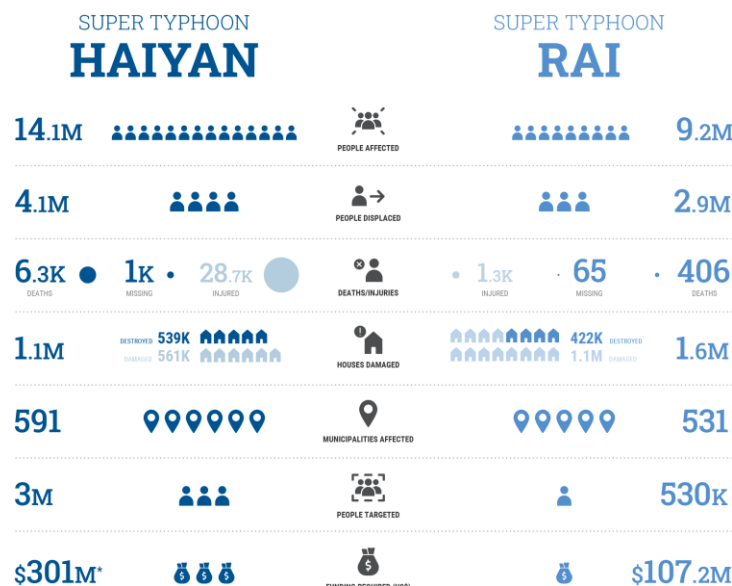 SUPER TYPHOON
HAIYAN
SUPER TYPHOON
RAI
14.1M
PEOPLE AFFECTED
9.2M
4.1M
PEOPLE DISPLACED
2.9M
6.3K
DEATHS
1K
MISSING
28.7K
INJURED
DEATHS/INJURIES
1.3K
INJURED
65
MISSING
406
DEATHS
1.1M
DESTROYED 539K
DAMAGED 561K
HOUSES DAMAGED
422K DESTROYED
1.1M DAMAGED
1.6M
591
MUNICIPALITIES AFFECTED
531
3M
PEOPLE TARGETED
530K
$301M*
FUNDING REQUIRED (US$)
$107.2M